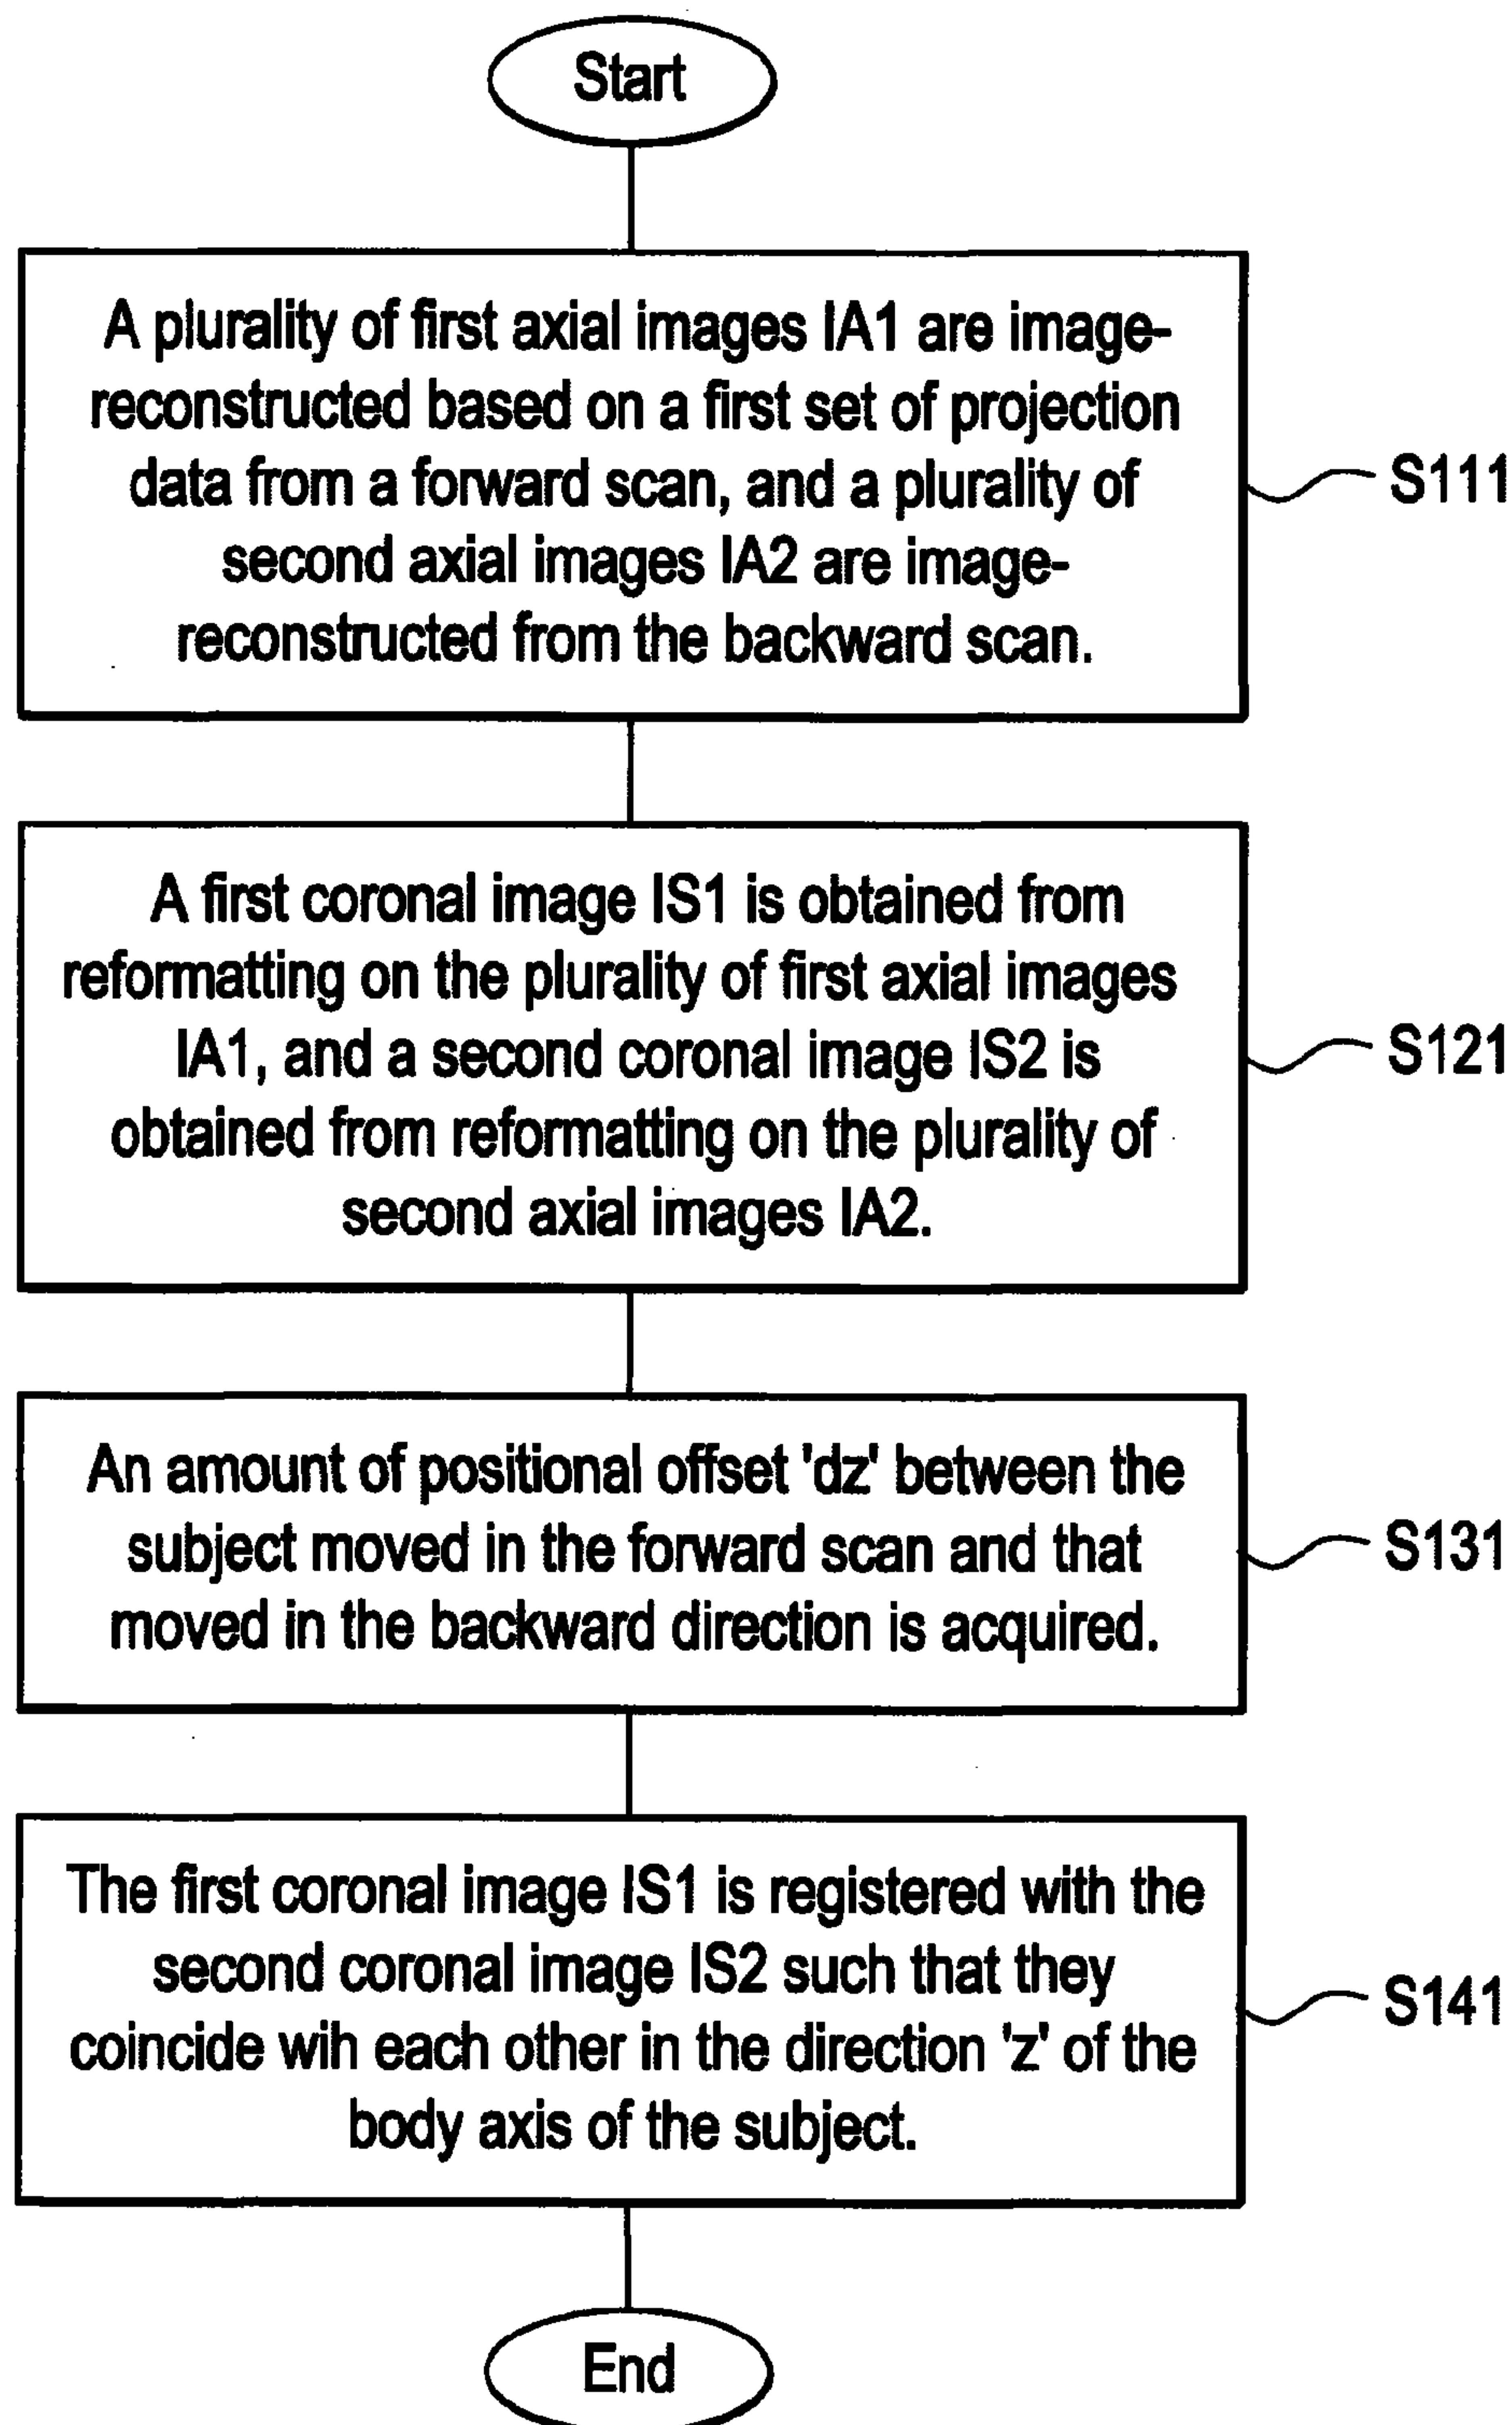 Start
A plurality of first axial images IA1 are image-
reconstructed based on a first set of projection
data from a forward scan, and a plurality of
second axial images IA2 are image-
reconstructed from the backward scan.
S111
A first coronal image IS1 is obtained from
reformatting on the plurality of first axial images
IA1, and a second coronal image IS2 is
obtained from reformatting on the plurality of
second axial images IA2.
S121
An amount of positional offset 'dz' between the
subject moved in the forward scan and that
moved in the backward direction is acquired.
S131
The first coronal image IS1 is registered with the
second coronal image IS2 such that they
coincide wih each other in the direction 'z' of the
body axis of the subject.
S141
End